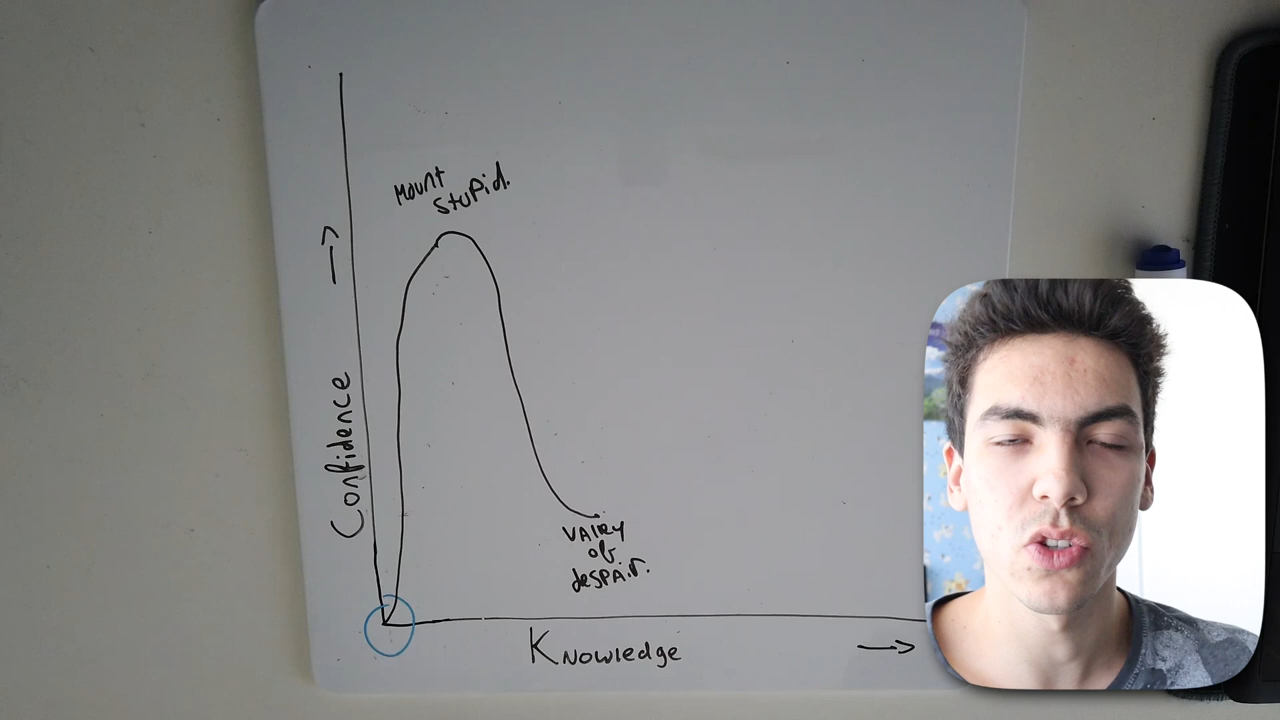 Mount
Stupid.
Confidence
VAllEY
of
desPAir.
Knowledge